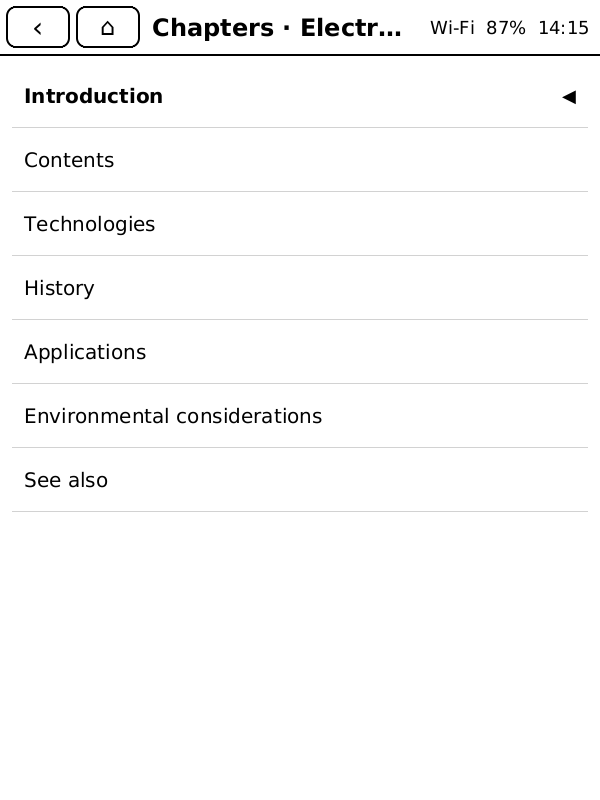 ‹ ⌂ Chapters · Electr... Wi-Fi 87% 14:15
Introduction ◀
Contents
Technologies
History
Applications
Environmental considerations
See also